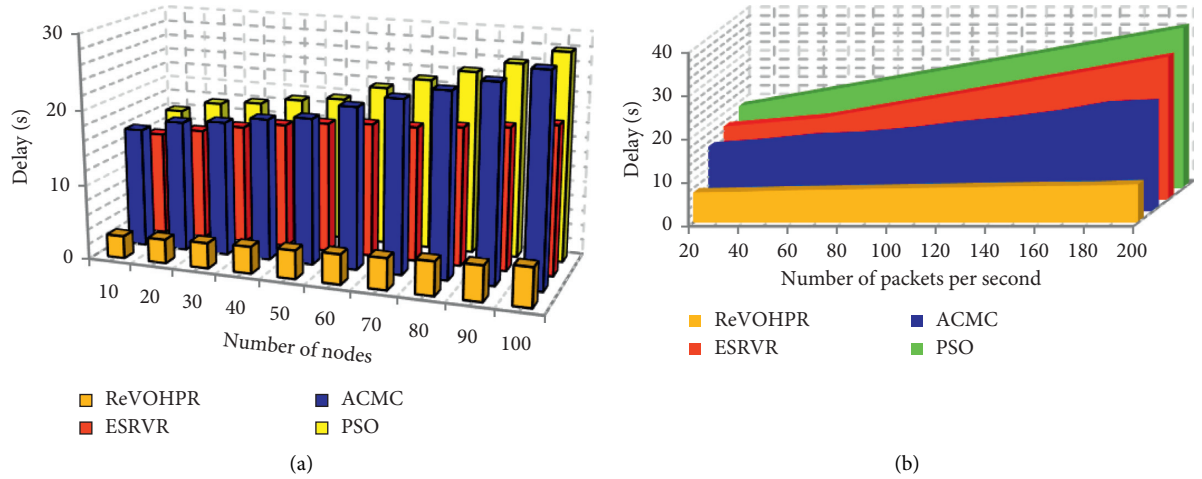 30
20
10
0
Delay (s)
10
20
30
40
50
60
70
80
90
100
Number of nodes
ReVOHPR
ACMC
ESRVR
PSO
(a)
40
30
20
10
0
Delay (s)
20 40 60 80 100 120 140 160 180 200
Number of packets per second
ReVOHPR
ACMC
ESRVR
PSO
(b)